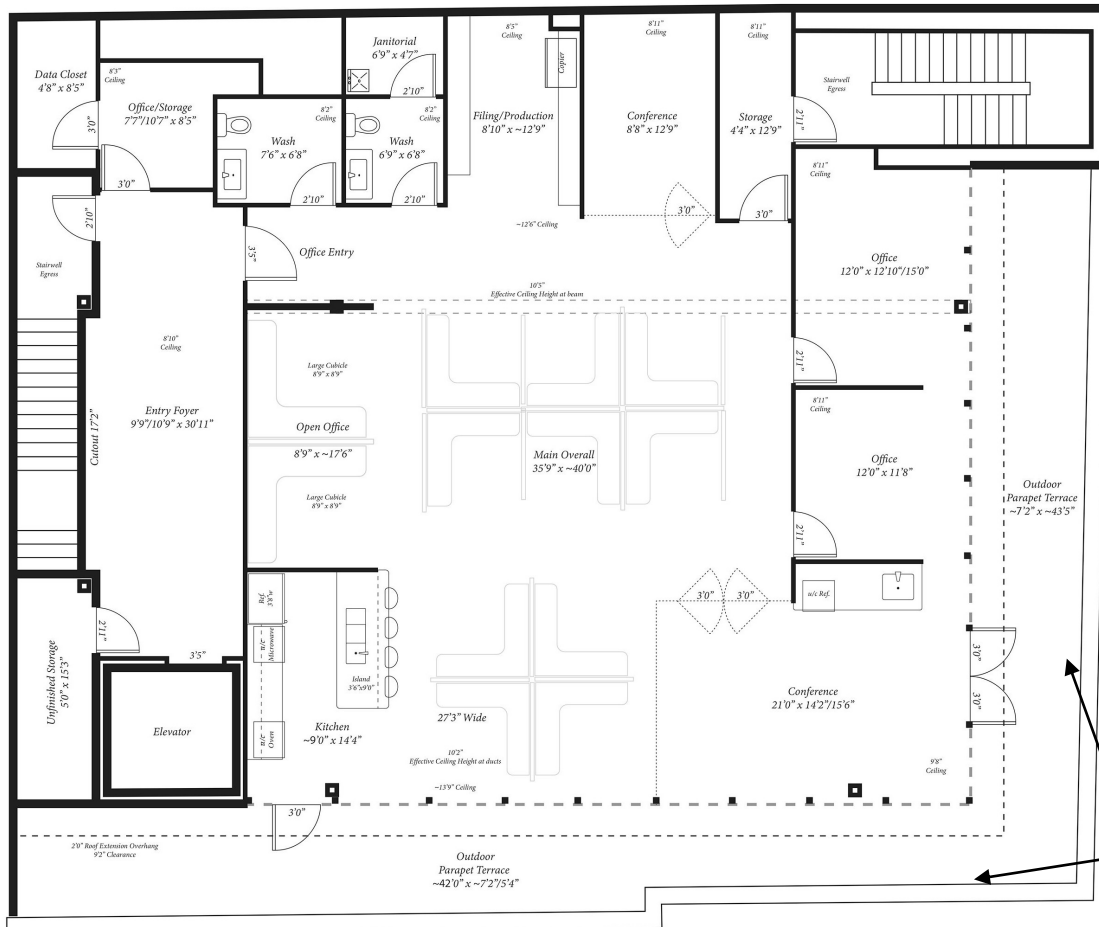 Data Closet
4'8" x 8'5"
3'0"
8'3"
Ceiling
Office/Storage
7'7"/10'7" x 8'5"
3'0"
Janitorial
6'9" x 4'7"
2'10"
8'2"
Ceiling
Wash
7'6" x 6'8"
2'10"
8'2"
Ceiling
Wash
6'9" x 6'8"
2'10"
8'5"
Ceiling
Copier
Filing/Production
8'10" x ~12'9"
8'11"
Ceiling
Conference
8'8" x 12'9"
3'0"
8'11"
Ceiling
Storage
4'4" x 12'9"
3'0"
Stairwell
Egress
2'11"
2'10"
Stairwell
Egress
3'5"
Office Entry
~12'6" Ceiling
8'11"
Ceiling
Office
12'0" x 12'10"/15'0"
2'11"
10'5"
Effective Ceiling Height at beam
8'10"
Ceiling
Entry Foyer
9'9"/10'9" x 30'11"
Cutout 17'2"
Large Cubicle
8'9" x 8'9"
Open Office
8'9" x ~17'6"
Large Cubicle
8'9" x 8'9"
Main Overall
35'9" x ~40'0"
8'11"
Ceiling
Office
12'0" x 11'8"
2'11"
Outdoor
Parapet Terrace
~7'2" x ~43'5"
Unfinished Storage
5'0" x 15'3"
2'11"
3'5"
Elevator
Ref.
3'8"w
u/c
Microwave
u/c
Oven
Island
3'6"x9'0"
Kitchen
~9'0" x 14'4"
27'3" Wide
10'2"
Effective Ceiling Height at ducts
~13'9" Ceiling
3'0"
3'0"
u/c Ref.
Conference
21'0" x 14'2"/15'6"
9'8"
Ceiling
3'0"
3'0"
3'0"
2'0" Roof Extension Overhang
9'2" Clearance
Outdoor
Parapet Terrace
~42'0" x ~7'2"/5'4"